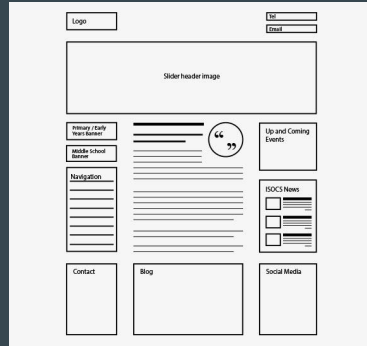 Logo
Tel
Email
Slider header image
Primary / Early
Years Banner
Middle School
Banner
Navigation
“ ”
Up and Coming
Events
ISOCS News
Contact
Blog
Social Media